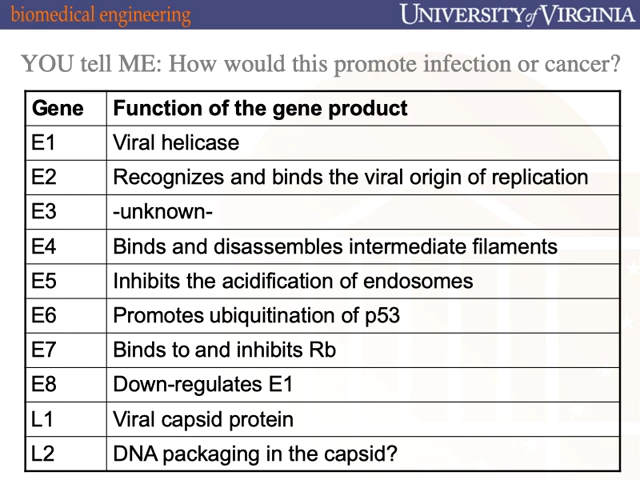 biomedical engineering
UNIVERSITY of VIRGINIA
YOU tell ME: How would this promote infection or cancer?
Gene Function of the gene product
E1 Viral helicase
E2 Recognizes and binds the viral origin of replication
E3 -unknown-
E4 Binds and disassembles intermediate filaments
E5 Inhibits the acidification of endosomes
E6 Promotes ubiquitination of p53
E7 Binds to and inhibits Rb
E8 Down-regulates E1
L1 Viral capsid protein
L2 DNA packaging in the capsid?